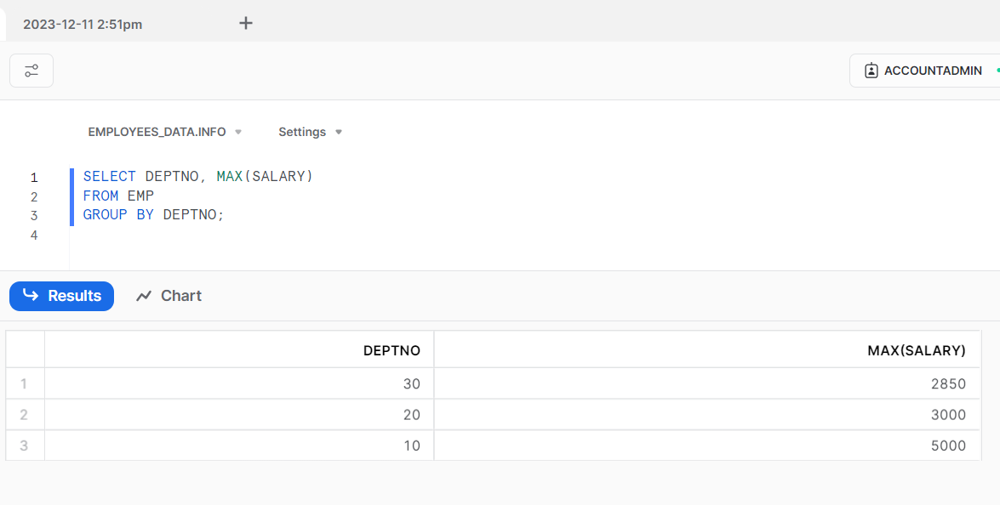 2023-12-11 2:51pm +
ACCOUNTADMIN
EMPLOYEES_DATA.INFO Settings
1 SELECT DEPTNO, MAX(SALARY)
2 FROM EMP
3 GROUP BY DEPTNO;
4
Results Chart
DEPTNO MAX(SALARY)
1 30 2850
2 20 3000
3 10 5000